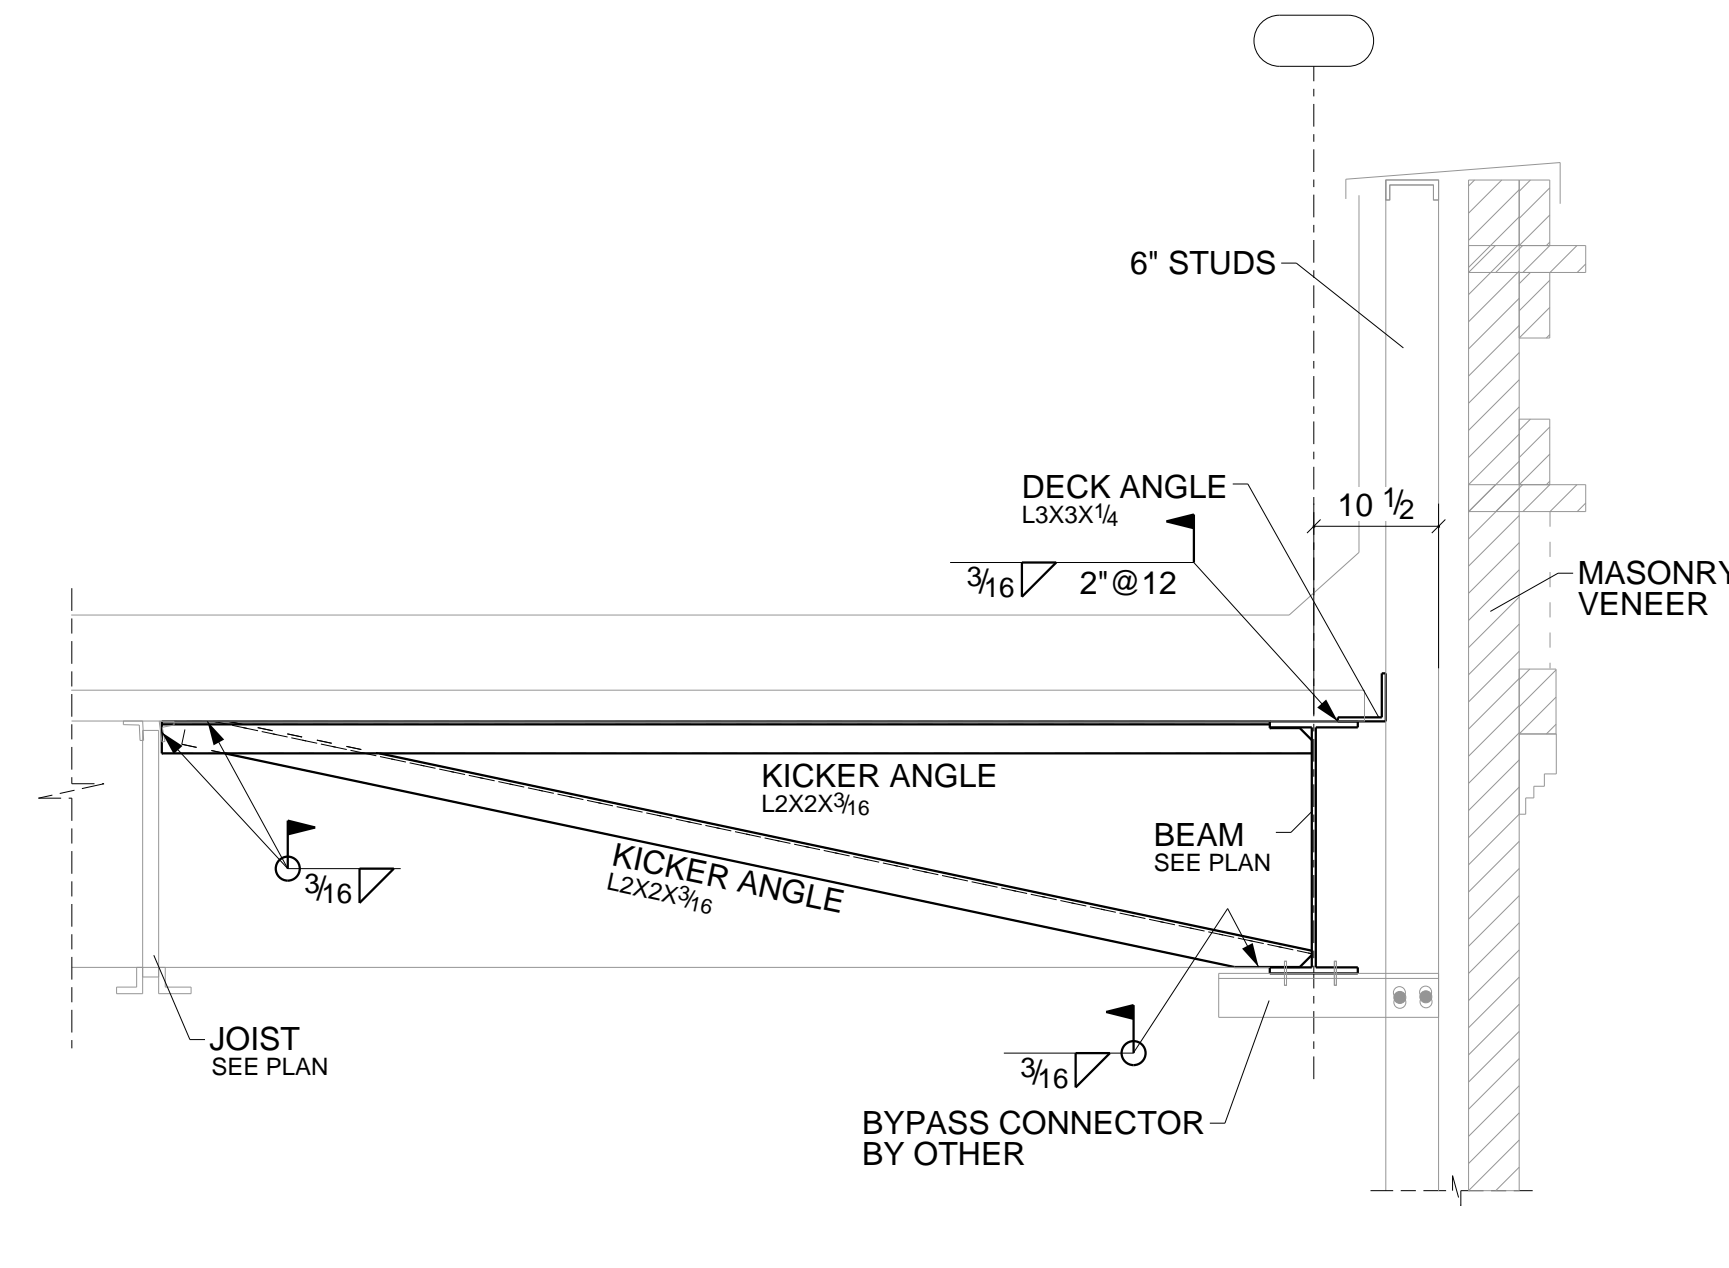 6" STUDS
DECK ANGLE
L3X3X1/4
10 1/2
3/16 2"@12
MASONRY
VENEER
KICKER ANGLE
L2X2X3/16
BEAM
SEE PLAN
KICKER ANGLE
L2X2X3/16
3/16
JOIST
SEE PLAN
3/16
BYPASS CONNECTOR
BY OTHER